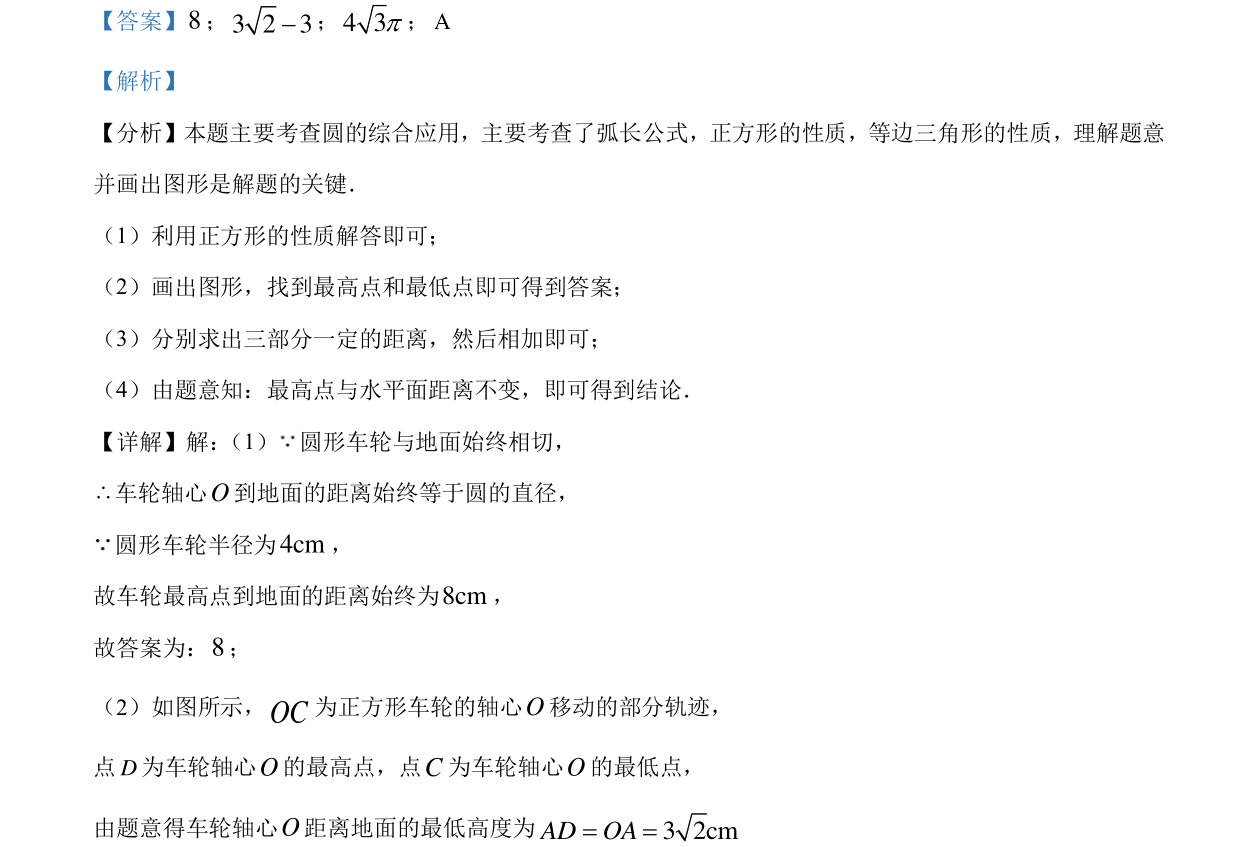 【答案】8；3√2－3；4√3π；A
【解析】
【分析】本题主要考查圆的综合应用，主要考查了弧长公式，正方形的性质，等边三角形的性质，理解题意
并画出图形是解题的关键．
（1）利用正方形的性质解答即可；
（2）画出图形，找到最高点和最低点即可得到答案；
（3）分别求出三部分一定的距离，然后相加即可；
（4）由题意知：最高点与水平面距离不变，即可得到结论．
【详解】解：（1）∵圆形车轮与地面始终相切，
∴车轮轴心O到地面的距离始终等于圆的直径，
∵圆形车轮半径为4cm，
故车轮最高点到地面的距离始终为8cm，
故答案为：8；
（2）如图所示，OC为正方形车轮的轴心O移动的部分轨迹，
点D为车轮轴心O的最高点，点C为车轮轴心O的最低点，
由题意得车轮轴心O距离地面的最低高度为AD=OA=3√2cm